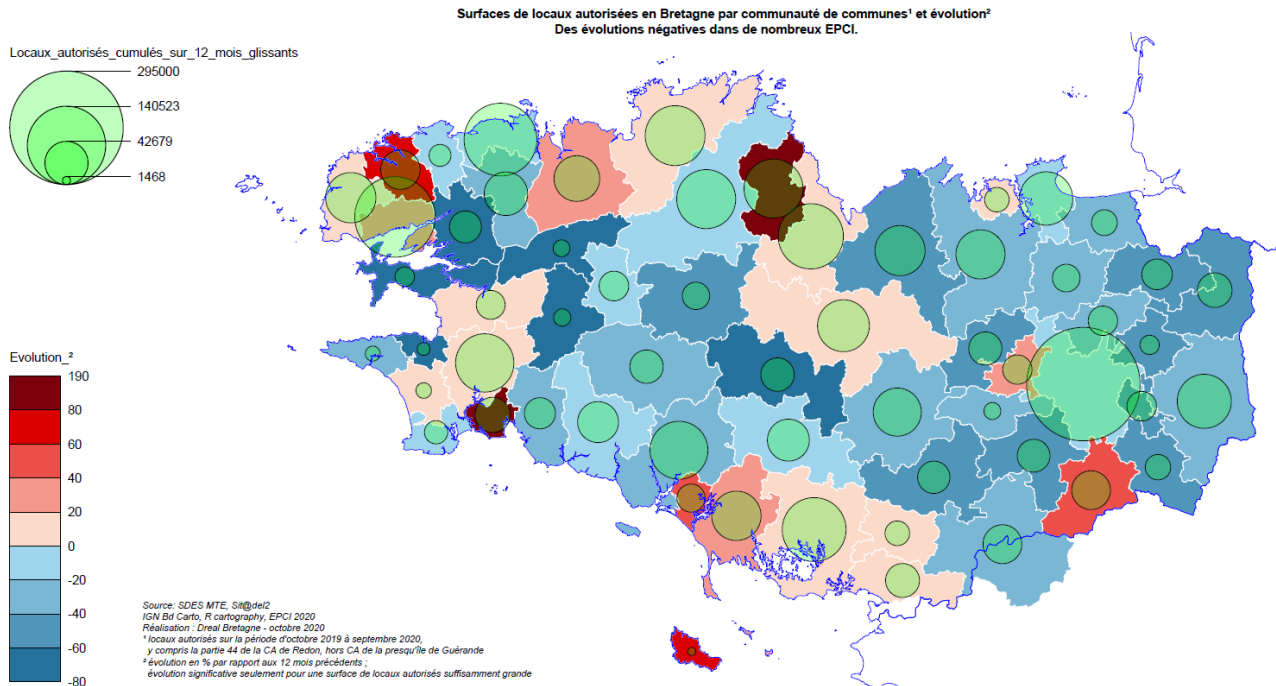 Surfaces de locaux autorisées en Bretagne par communauté de communes¹ et évolution²
Des évolutions négatives dans de nombreux EPCI.
Locaux_autorisés_cumulés_sur_12_mois_glissants
295000
140523
42679
1468
Evolution_²
190
80
60
40
20
0
-20
-40
-60
-80
Source: SDES MTE, Sit@del2
IGN Bd Carto, R cartography, EPCI 2020
Réalisation : Dreal Bretagne - octobre 2020
¹ locaux autorisés sur la période d'octobre 2019 à septembre 2020,
y compris la partie 44 de la CA de Redon, hors CA de la presqu'île de Guérande
² évolution en % par rapport aux 12 mois précédents ;
évolution significative seulement pour une surface de locaux autorisés suffisamment grande